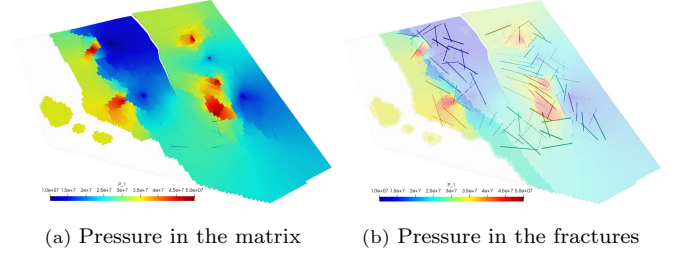 P_1
1.0e+07 1.5e+7 2e+7 2.5e+7 3e+7 3.5e+7 4e+7 4.5e+7 5.0e+07
P_1
1.0e+07 1.5e+7 2e+7 2.5e+7 3e+7 3.5e+7 4e+7 4.5e+7 5.0e+07
(a) Pressure in the matrix
(b) Pressure in the fractures